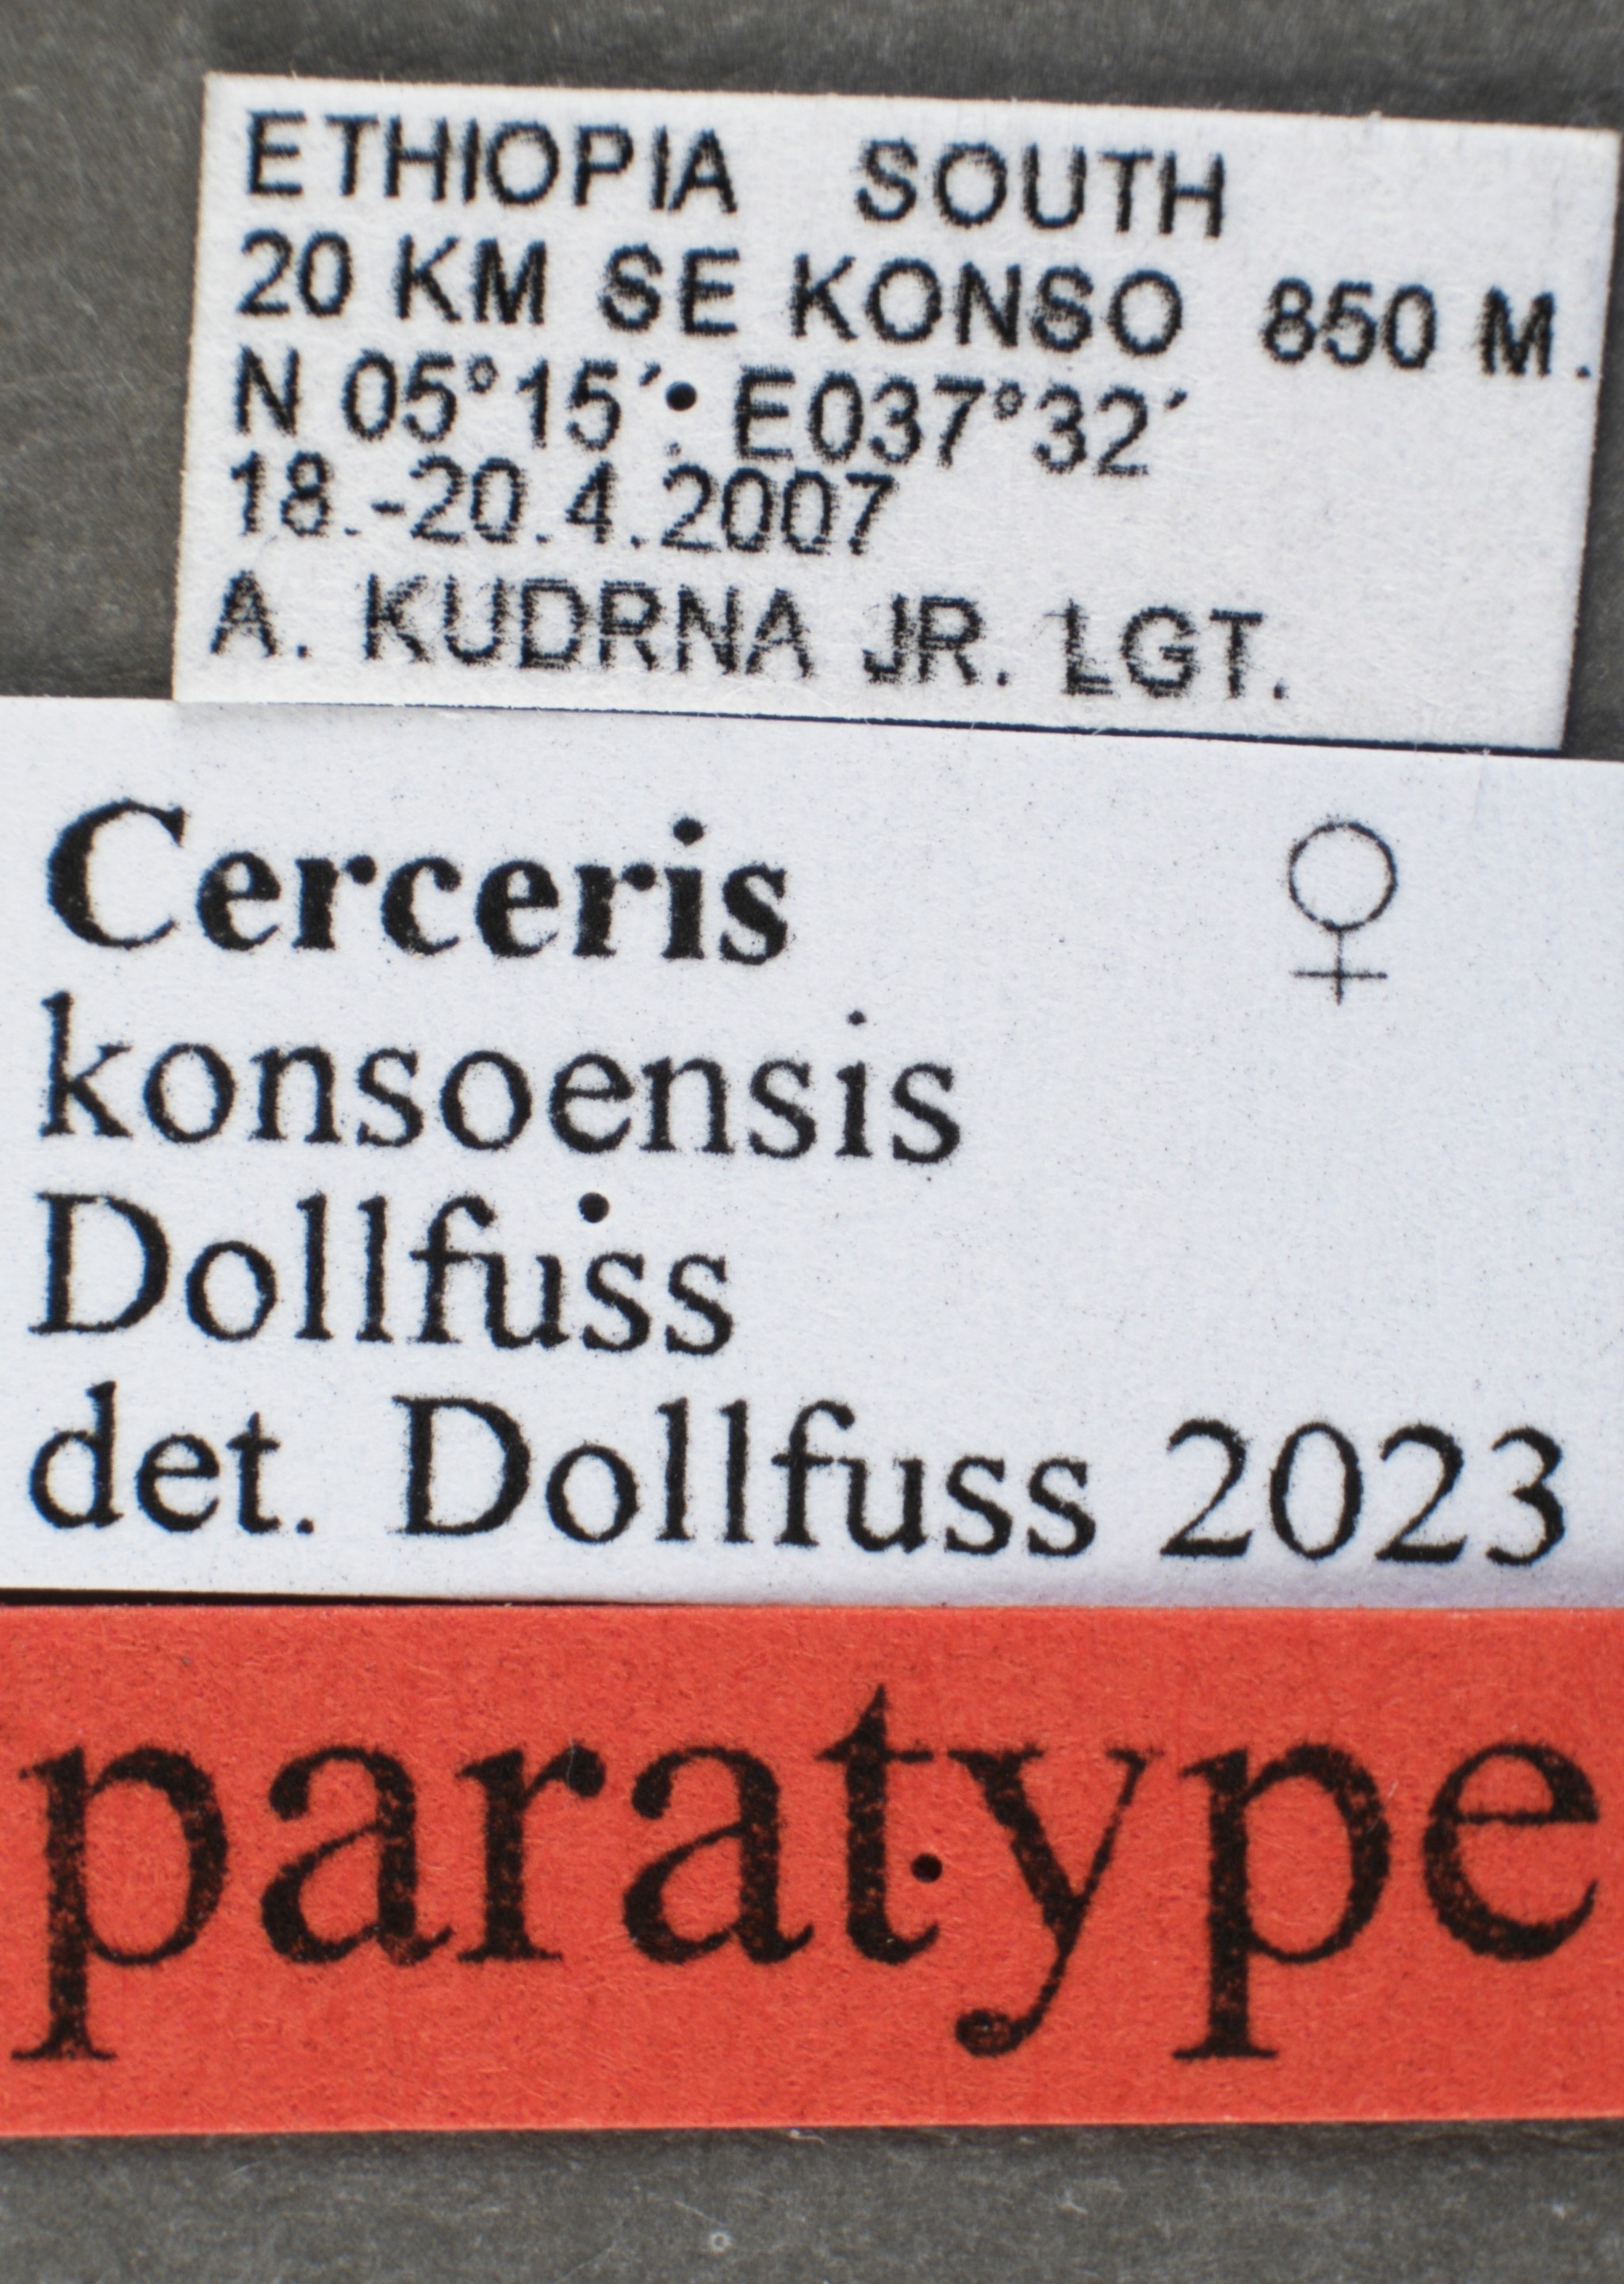 ETHIOPIA SOUTH
20 KM SE KONSO 850 M.
N 05°15´; E037°32´
18.-20.4.2007
A. KUDRNA JR. LGT.
Cerceris ♀
konsoensis
Dollfuss
det. Dollfuss 2023
paratype